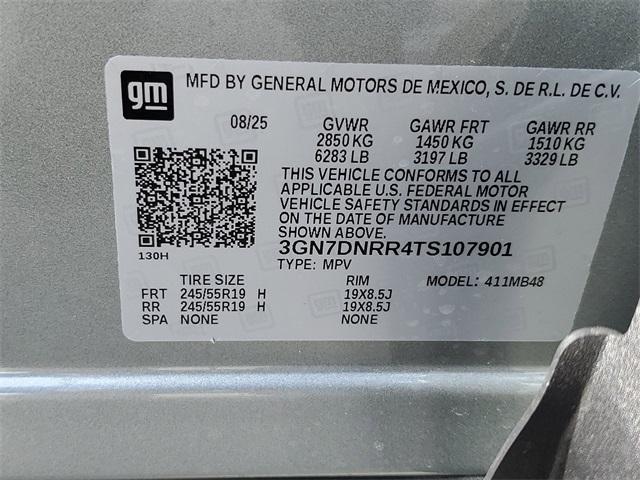 gm
MFD BY GENERAL MOTORS DE MEXICO, S. DE R.L. DE C.V.
08/25 GVWR GAWR FRT GAWR RR
2850 KG 1450 KG 1510 KG
6283 LB 3197 LB 3329 LB
THIS VEHICLE CONFORMS TO ALL
APPLICABLE U.S. FEDERAL MOTOR
VEHICLE SAFETY STANDARDS IN EFFECT
ON THE DATE OF MANUFACTURE
SHOWN ABOVE.
3GN7DNRR4TS107901
130H
TYPE: MPV
TIRE SIZE RIM MODEL: 411MB48
FRT 245/55R19 H 19X8.5J
RR 245/55R19 H 19X8.5J
SPA NONE NONE